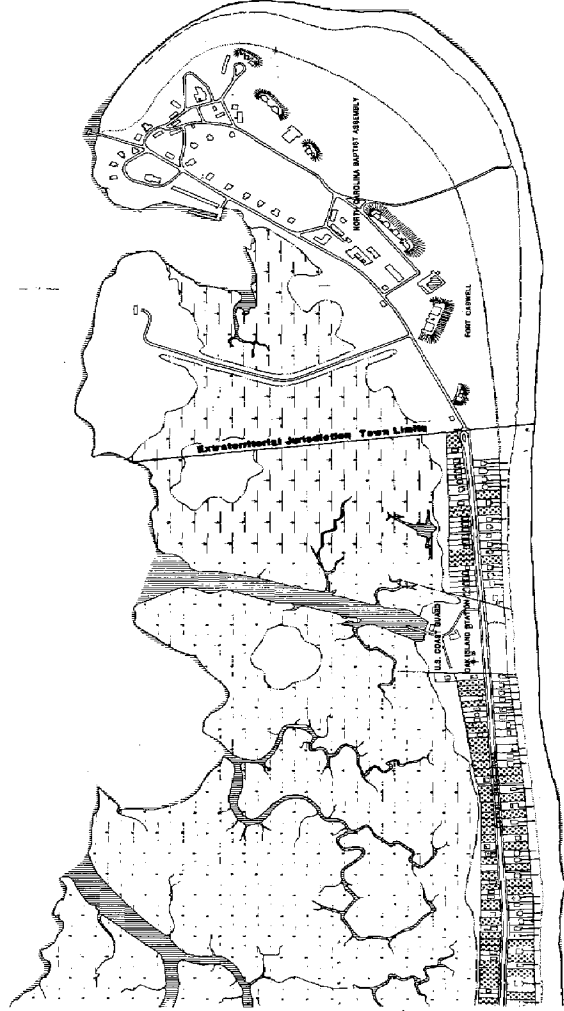 NORTH CAROLINA BAPTIST ASSEMBLY
FORT CASWELL
Extraterritorial Jurisdiction Town Limits
U.S. COAST GUARD
OAK ISLAND STATION